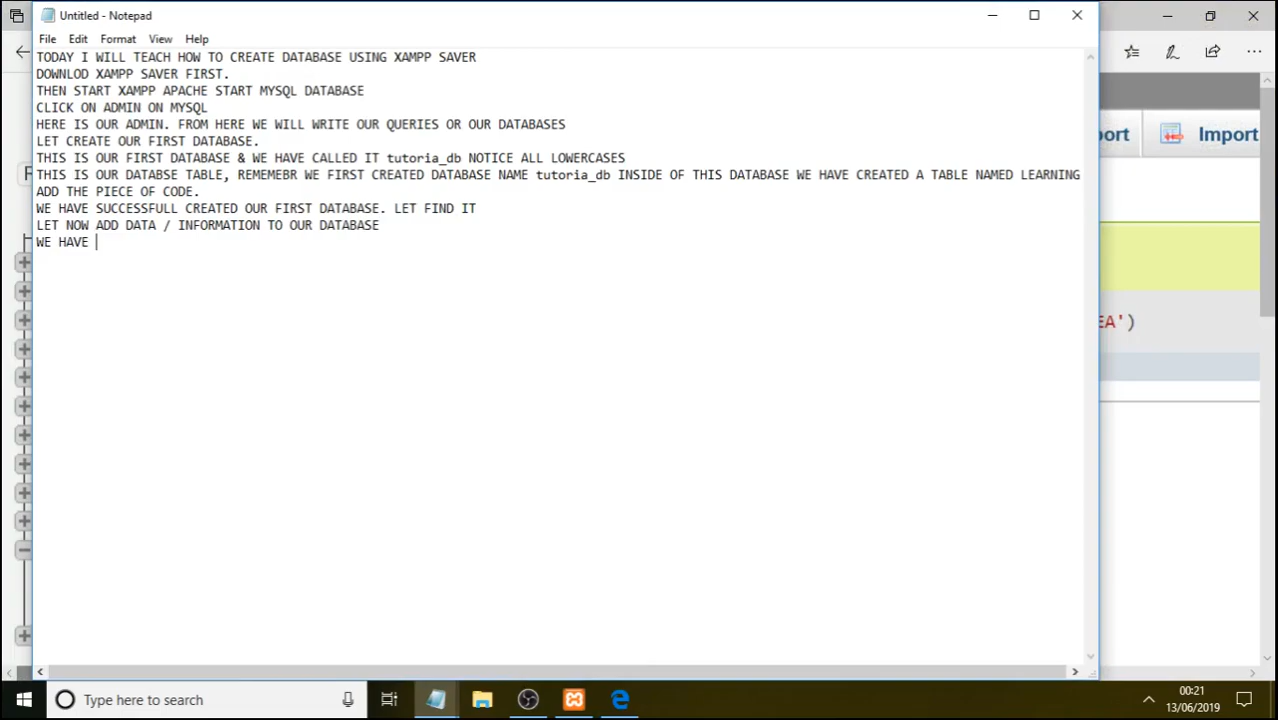 Untitled - Notepad
File Edit Format View Help
TODAY I WILL TEACH HOW TO CREATE DATABASE USING XAMPP SAVER
DOWNLOD XAMPP SAVER FIRST.
THEN START XAMPP APACHE START MYSQL DATABASE
CLICK ON ADMIN ON MYSQL
HERE IS OUR ADMIN. FROM HERE WE WILL WRITE OUR QUERIES OR OUR DATABASES
LET CREATE OUR FIRST DATABASE.
THIS IS OUR FIRST DATABASE & WE HAVE CALLED IT tutoria_db NOTICE ALL LOWERCASES
THIS IS OUR DATABSE TABLE, REMEMEBR WE FIRST CREATED DATABASE NAME tutoria_db INSIDE OF THIS DATABASE WE HAVE CREATED A TABLE NAMED LEARNING
ADD THE PIECE OF CODE.
WE HAVE SUCCESSFULL CREATED OUR FIRST DATABASE. LET FIND IT
LET NOW ADD DATA / INFORMATION TO OUR DATABASE
WE HAVE
ort Import
EA')
Type here to search
00:21
13/06/2019